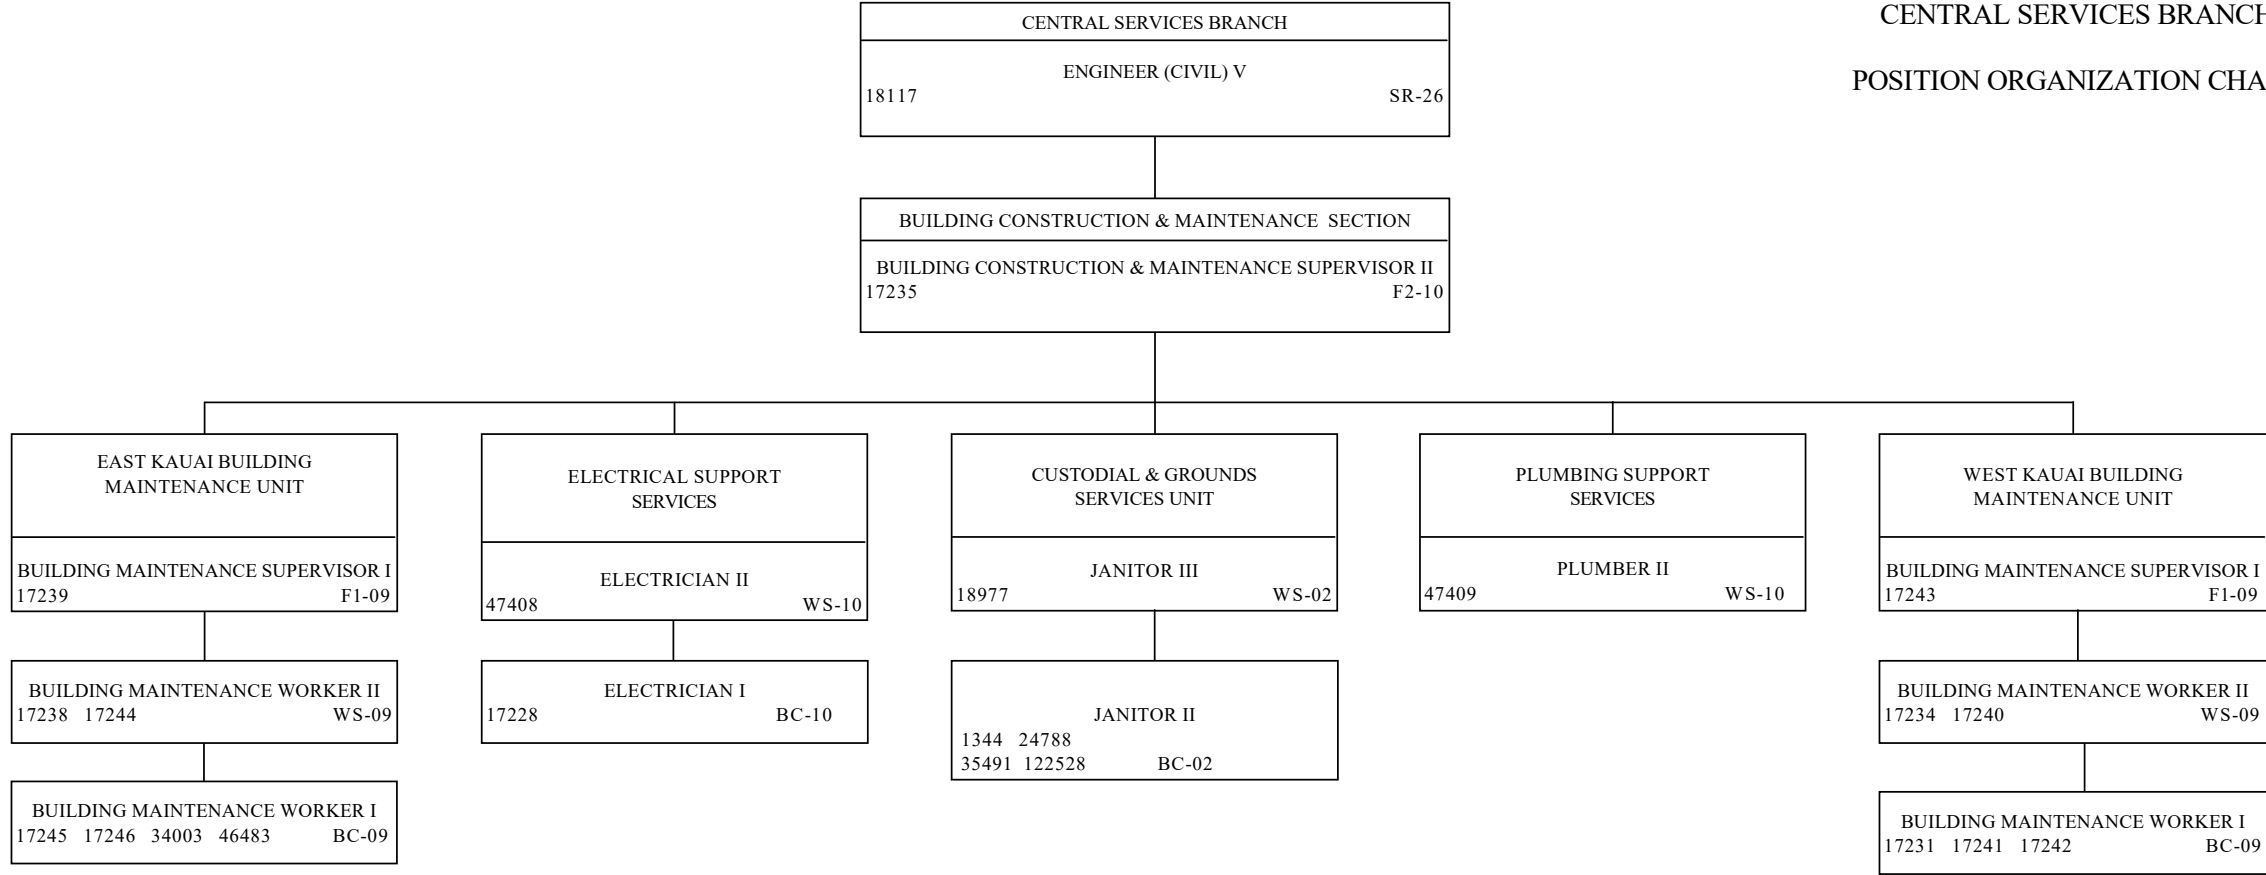 CENTRAL SERVICES BRANCH
POSITION ORGANIZATION CHA
CENTRAL SERVICES BRANCH
ENGINEER (CIVIL) V
18117 SR-26
BUILDING CONSTRUCTION & MAINTENANCE SECTION
BUILDING CONSTRUCTION & MAINTENANCE SUPERVISOR II
17235 F2-10
EAST KAUAI BUILDING
MAINTENANCE UNIT
BUILDING MAINTENANCE SUPERVISOR I
17239 F1-09
BUILDING MAINTENANCE WORKER II
17238 17244 WS-09
BUILDING MAINTENANCE WORKER I
17245 17246 34003 46483 BC-09
ELECTRICAL SUPPORT
SERVICES
ELECTRICIAN II
47408 WS-10
ELECTRICIAN I
17228 BC-10
CUSTODIAL & GROUNDS
SERVICES UNIT
JANITOR III
18977 WS-02
JANITOR II
1344 24788
35491 122528 BC-02
PLUMBING SUPPORT
SERVICES
PLUMBER II
47409 WS-10
WEST KAUAI BUILDING
MAINTENANCE UNIT
BUILDING MAINTENANCE SUPERVISOR I
17243 F1-09
BUILDING MAINTENANCE WORKER II
17234 17240 WS-09
BUILDING MAINTENANCE WORKER I
17231 17241 17242 BC-09